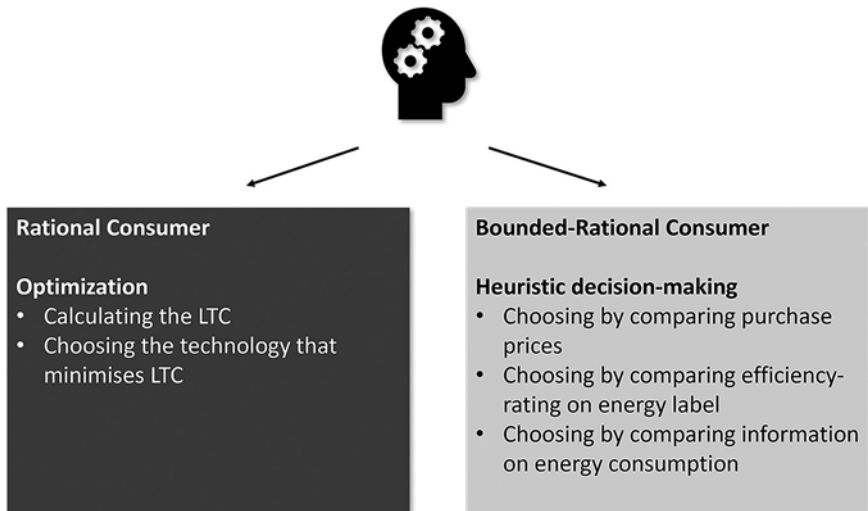 Rational Consumer
Optimization
• Calculating the LTC
• Choosing the technology that
minimises LTC
Bounded-Rational Consumer
Heuristic decision-making
• Choosing by comparing purchase
prices
• Choosing by comparing efficiency-
rating on energy label
• Choosing by comparing information
on energy consumption